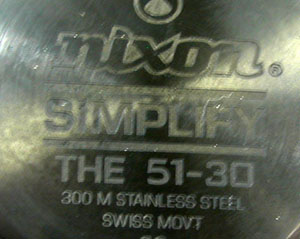 nixon®
SIMPLIFY
THE 51-30
300 M STAINLESS STEEL
SWISS MOVT